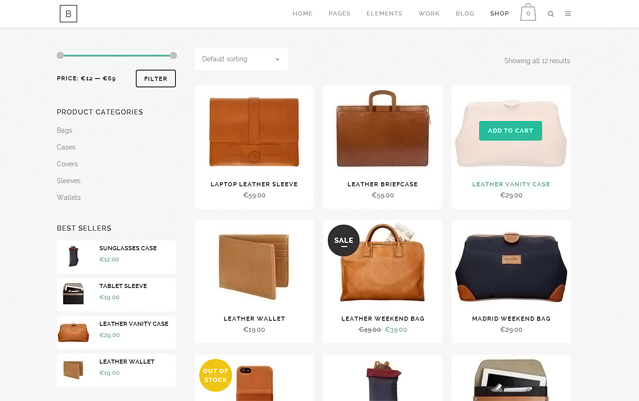 B
HOME PAGES ELEMENTS WORK BLOG SHOP 0
PRICE: €12 — €69 FILTER
Default sorting
Showing all 12 results
PRODUCT CATEGORIES
Bags
Cases
Covers
Sleeves
Wallets
BEST SELLERS
SUNGLASSES CASE
€12.00
TABLET SLEEVE
€19.00
LEATHER VANITY CASE
€29.00
LEATHER WALLET
€19.00
LAPTOP LEATHER SLEEVE
€59.00
LEATHER BRIEFCASE
€59.00
ADD TO CART
LEATHER VANITY CASE
€29.00
LEATHER WALLET
€19.00
SALE
LEATHER WEEKEND BAG
€49.00 €39.00
MADRID WEEKEND BAG
€29.00
OUT OF
STOCK